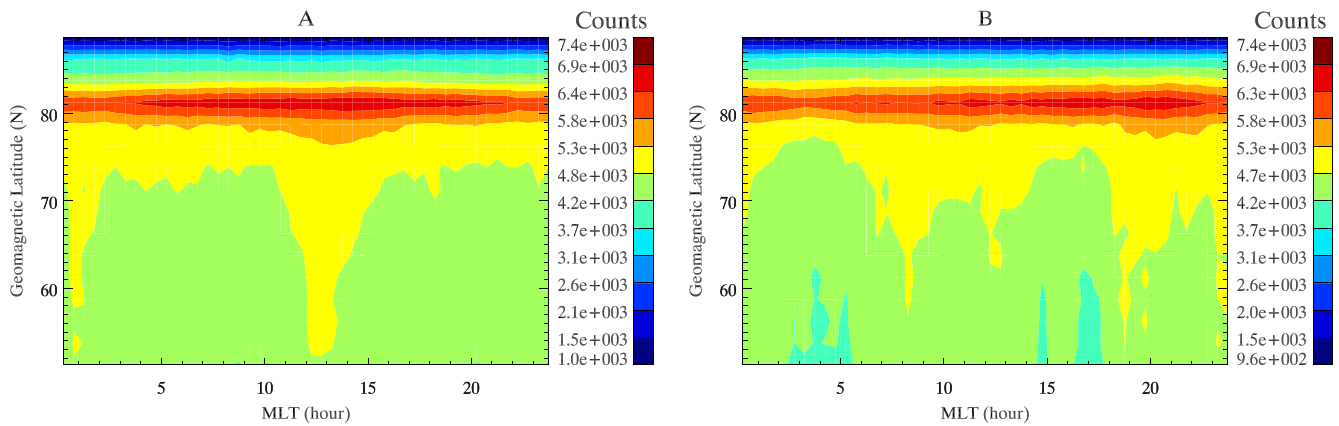 A
Counts
7.4e+003
6.9e+003
6.4e+003
5.8e+003
5.3e+003
4.8e+003
4.2e+003
3.7e+003
3.1e+003
2.6e+003
2.1e+003
1.5e+003
1.0e+003
80
70
60
Geomagnetic Latitude (N)
5 10 15 20
MLT (hour)
B
Counts
7.4e+003
6.9e+003
6.3e+003
5.8e+003
5.3e+003
4.7e+003
4.2e+003
3.7e+003
3.1e+003
2.6e+003
2.0e+003
1.5e+003
9.6e+002
80
70
60
Geomagnetic Latitude (N)
5 10 15 20
MLT (hour)